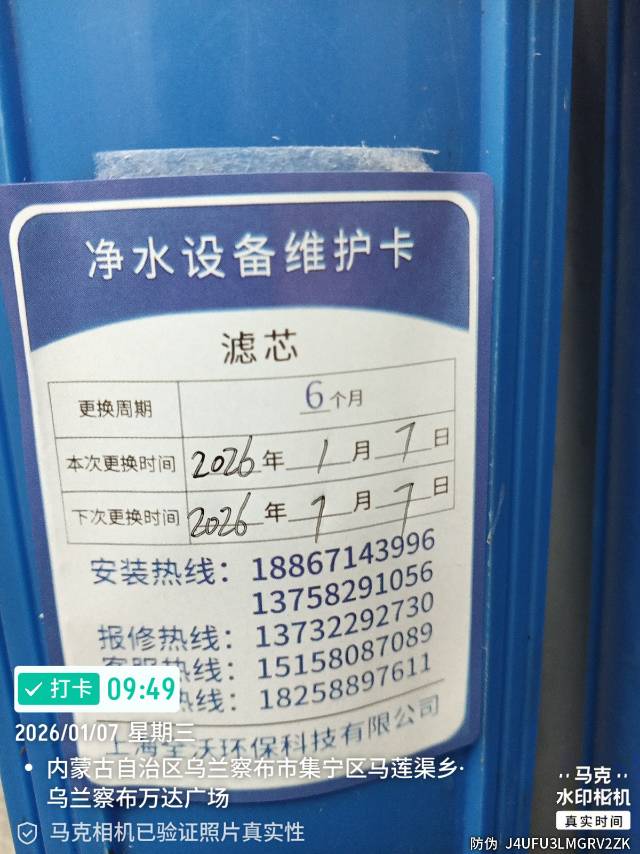 净水设备维护卡
滤芯
更换周期 6个月
本次更换时间 2026年1月7日
下次更换时间 2026年7月7日
安装热线：18867143996
13758291056
报修热线：13732292730
客服热线：15158087089
热线：18258897611
上海全沃环保科技有限公司
打卡 09:49
2026/01/07 星期三
内蒙古自治区乌兰察布市集宁区马莲渠乡·
乌兰察布万达广场
马克相机已验证照片真实性
马克
水印相机
真实时间
防伪 J4UFU3LMGRV2ZK